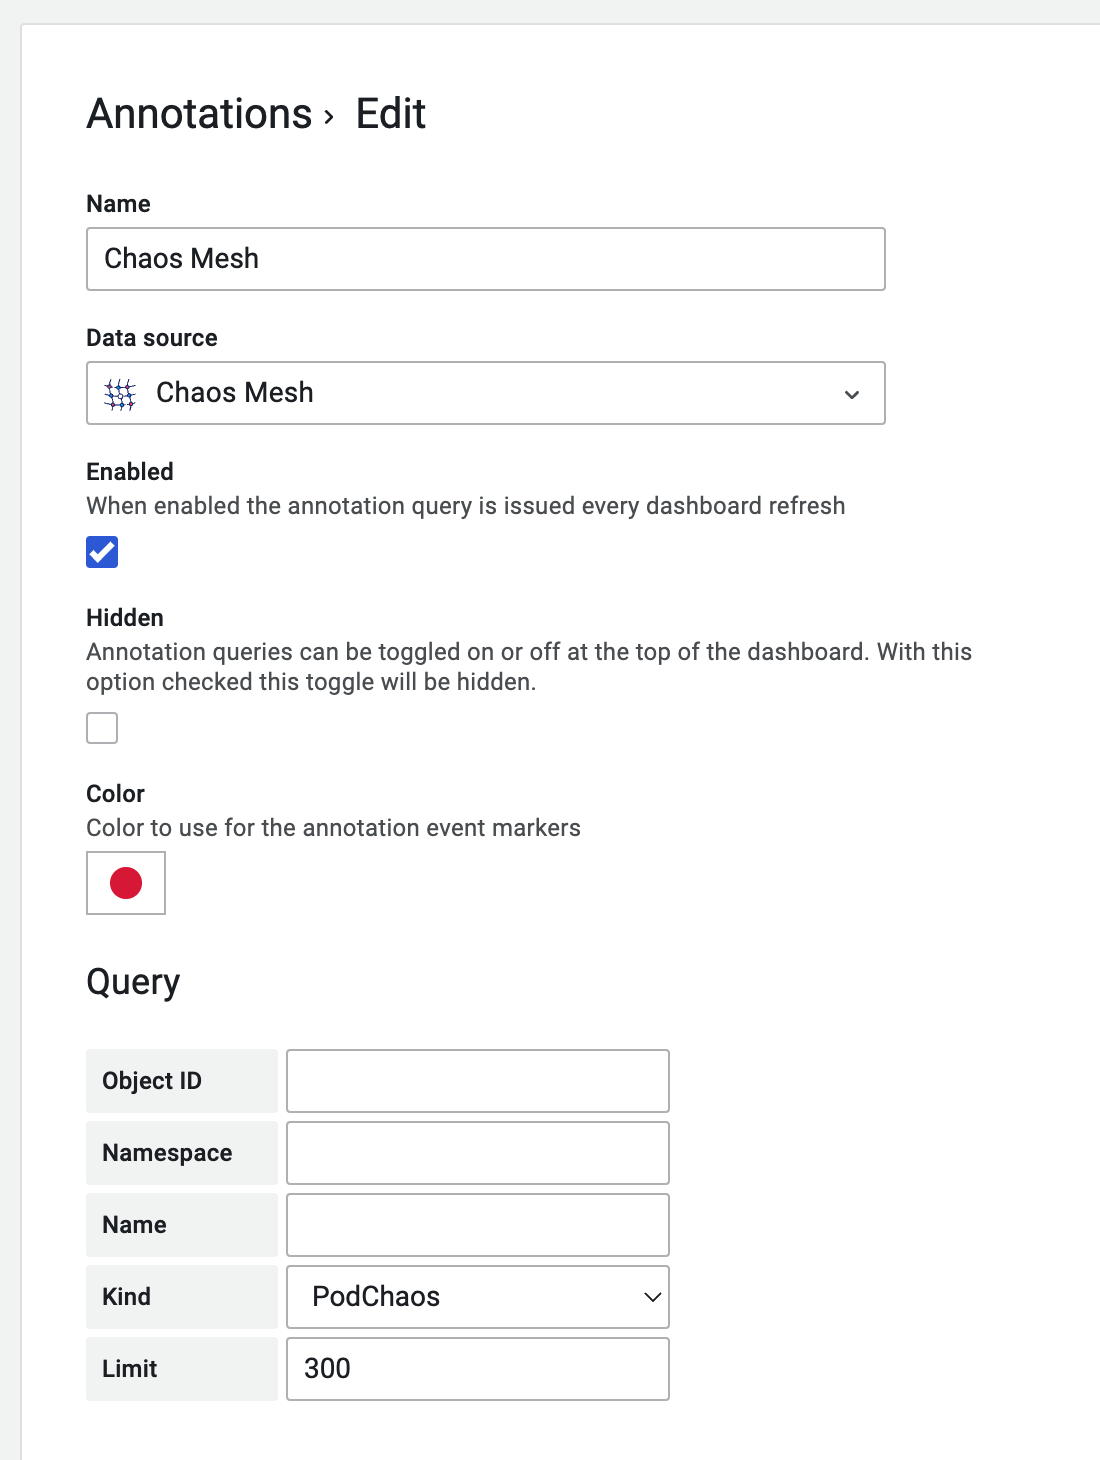 Annotations › Edit
Name
Chaos Mesh
Data source
Chaos Mesh
Enabled
When enabled the annotation query is issued every dashboard refresh
Hidden
Annotation queries can be toggled on or off at the top of the dashboard. With this
option checked this toggle will be hidden.
Color
Color to use for the annotation event markers
Query
Object ID
Namespace
Name
Kind PodChaos
Limit 300